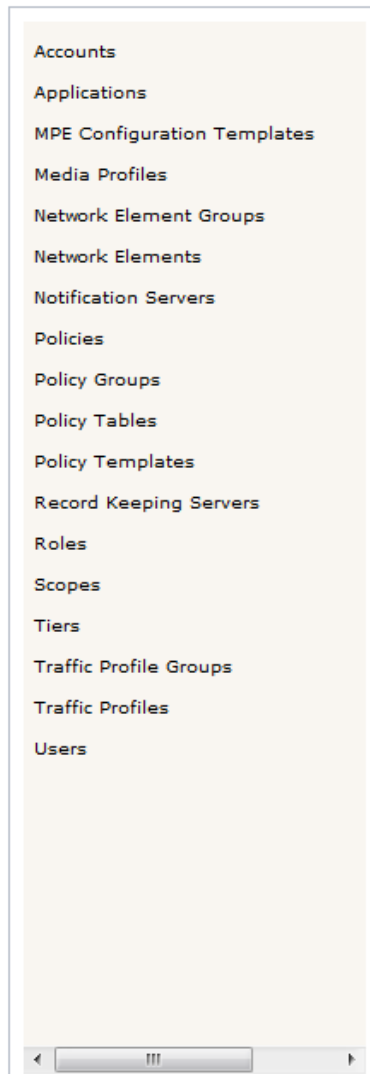 Accounts
Applications
MPE Configuration Templates
Media Profiles
Network Element Groups
Network Elements
Notification Servers
Policies
Policy Groups
Policy Tables
Policy Templates
Record Keeping Servers
Roles
Scopes
Tiers
Traffic Profile Groups
Traffic Profiles
Users